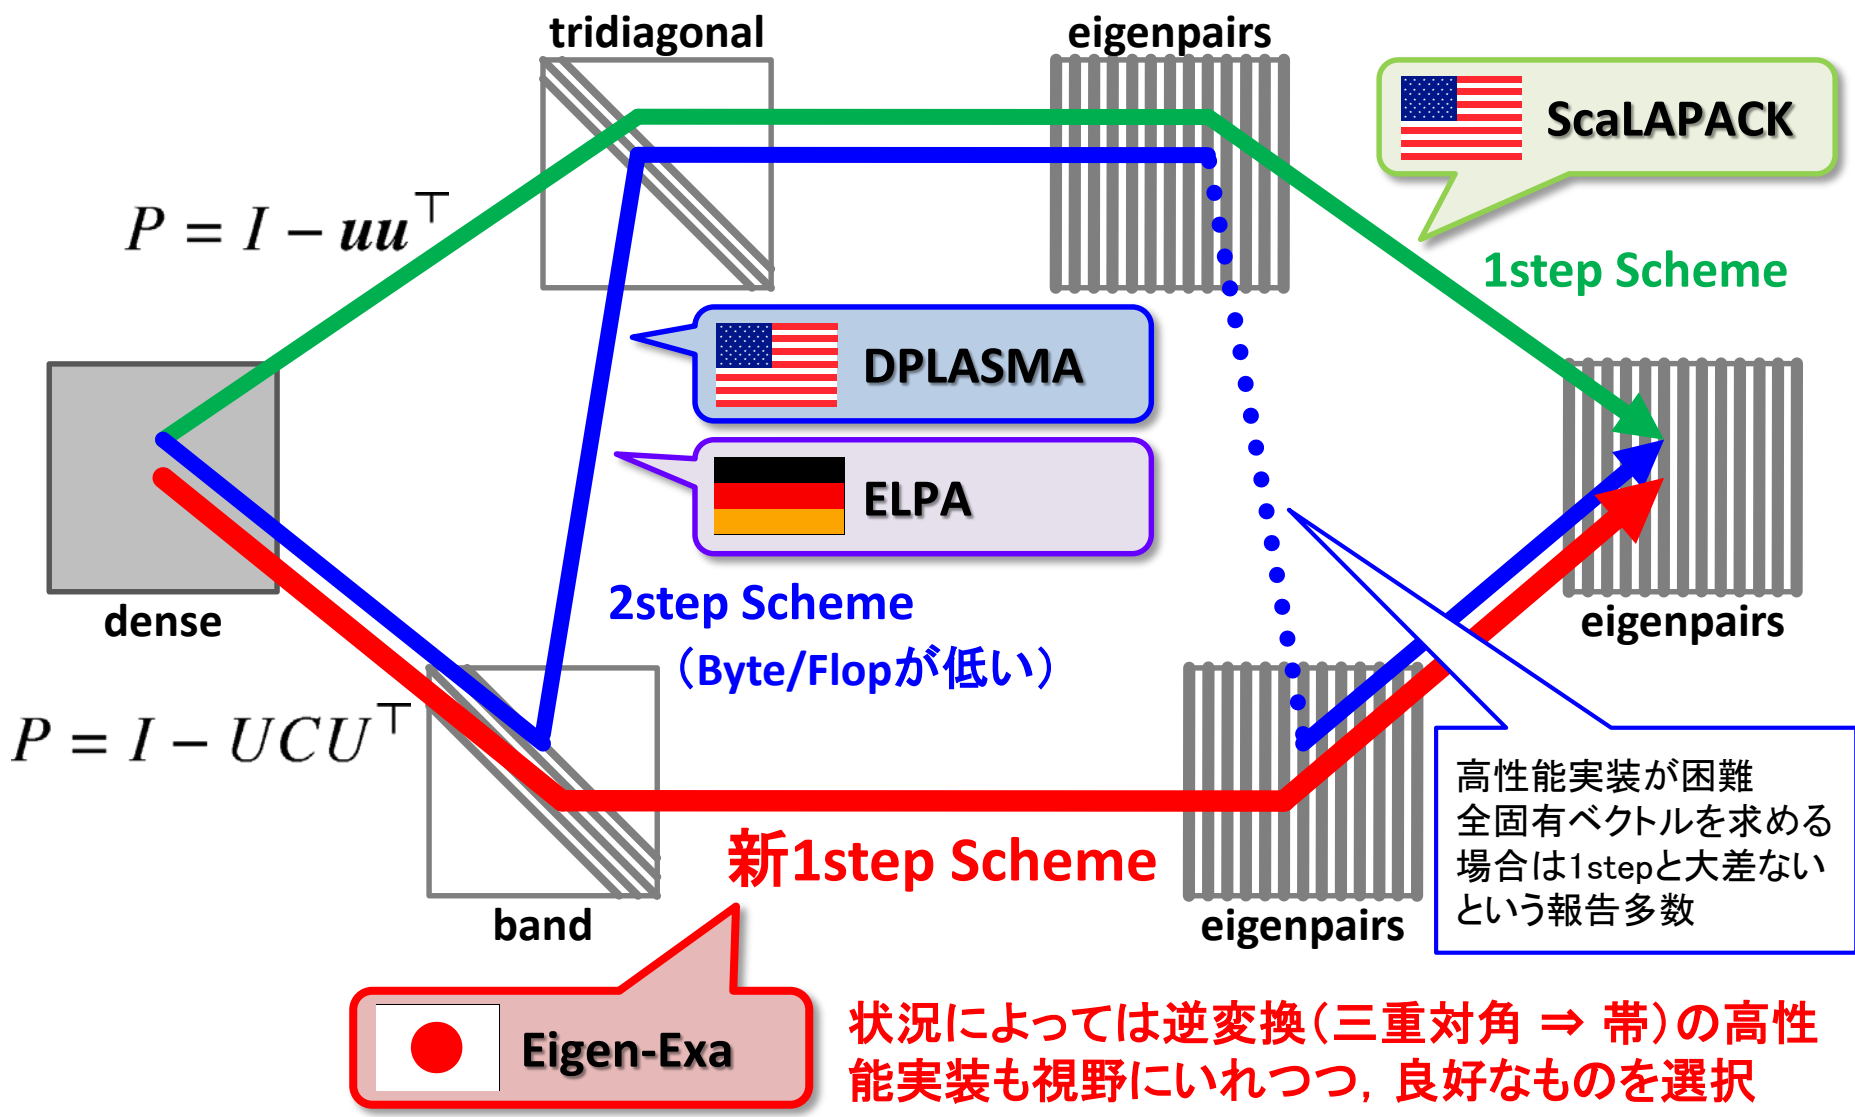 tridiagonal
eigenpairs
ScaLAPACK
P = I − uu⊤
1step Scheme
DPLASMA
ELPA
dense
2step Scheme
（Byte/Flopが低い）
eigenpairs
P = I − UCU⊤
高性能実装が困難
全固有ベクトルを求める
場合は1stepと大差ない
という報告多数
新1step Scheme
band
eigenpairs
Eigen-Exa
状況によっては逆変換（三重対角 ⇒ 帯）の高性
能実装も視野にいれつつ，良好なものを選択